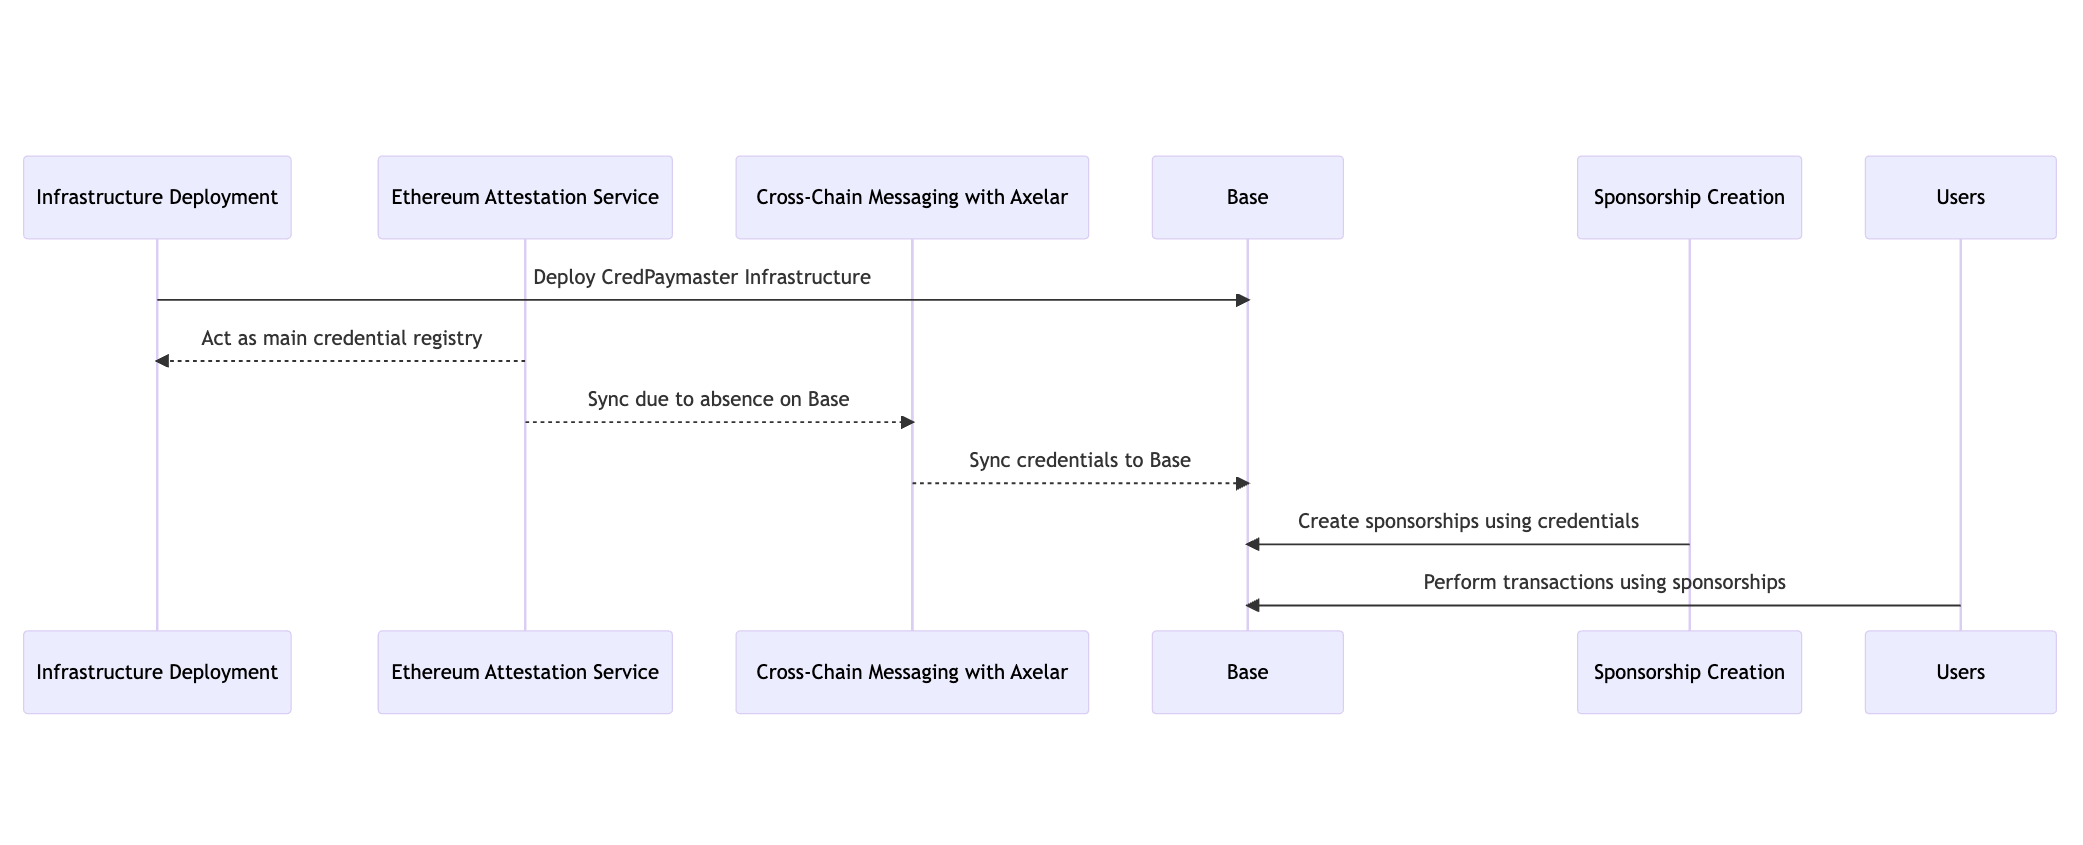 Infrastructure Deployment
Ethereum Attestation Service
Cross-Chain Messaging with Axelar
Base
Sponsorship Creation
Users
Deploy CredPaymaster Infrastructure
Act as main credential registry
Sync due to absence on Base
Sync credentials to Base
Create sponsorships using credentials
Perform transactions using sponsorships
Infrastructure Deployment
Ethereum Attestation Service
Cross-Chain Messaging with Axelar
Base
Sponsorship Creation
Users